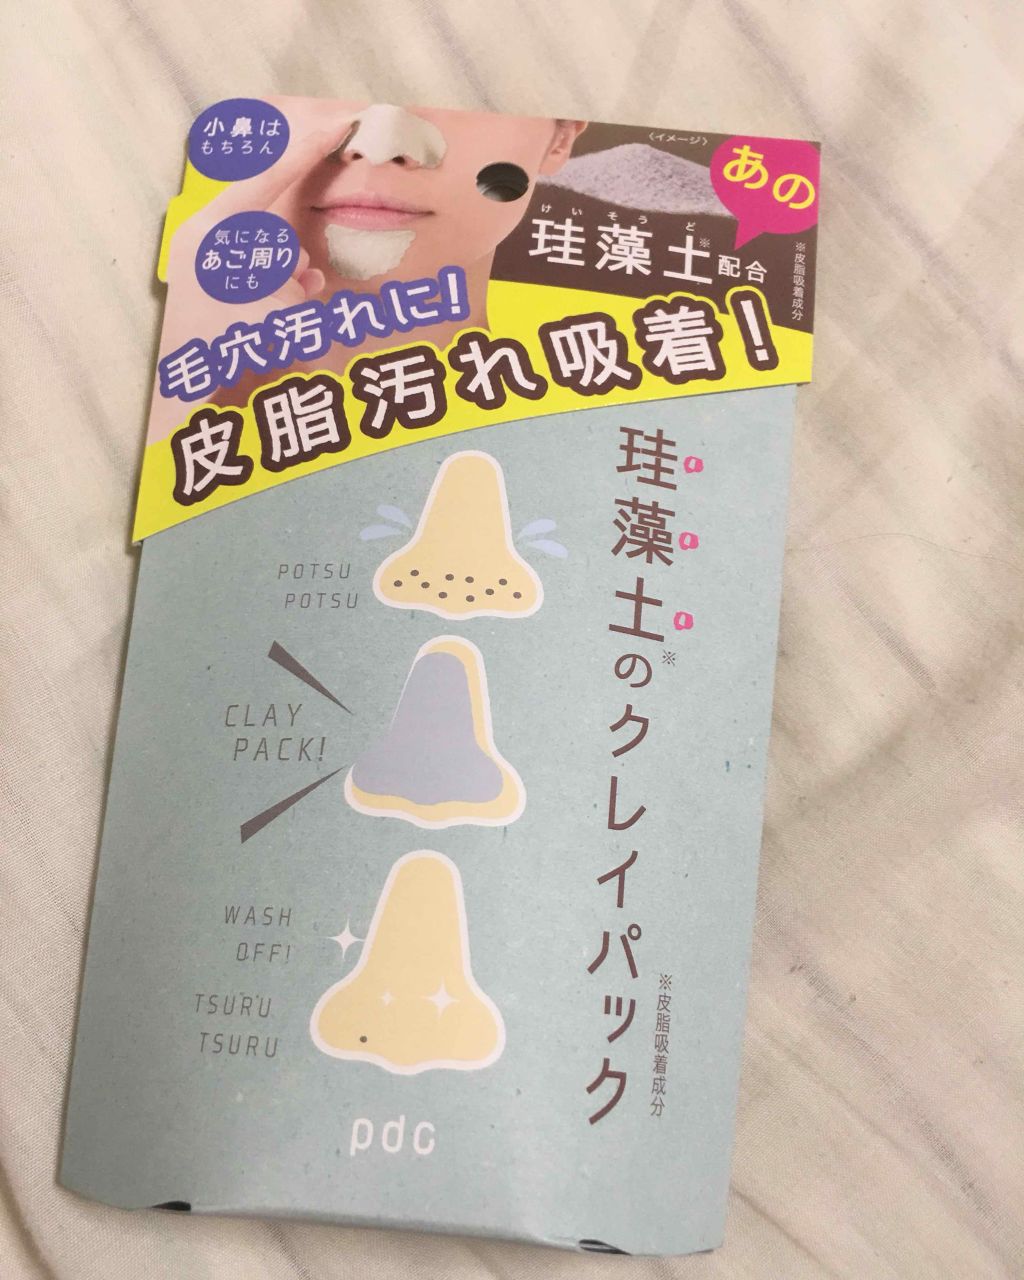 小鼻は
もちろん
気になる
あご周り
にも
〈イメージ〉
あの
けいそうど
珪藻土※配合
※皮脂吸着成分
毛穴汚れに!
皮脂汚れ吸着!
珪藻土※のクレイパック
※皮脂吸着成分
POTSU
POTSU
CLAY
PACK!
WASH
OFF!
TSURU
TSURU
pdc